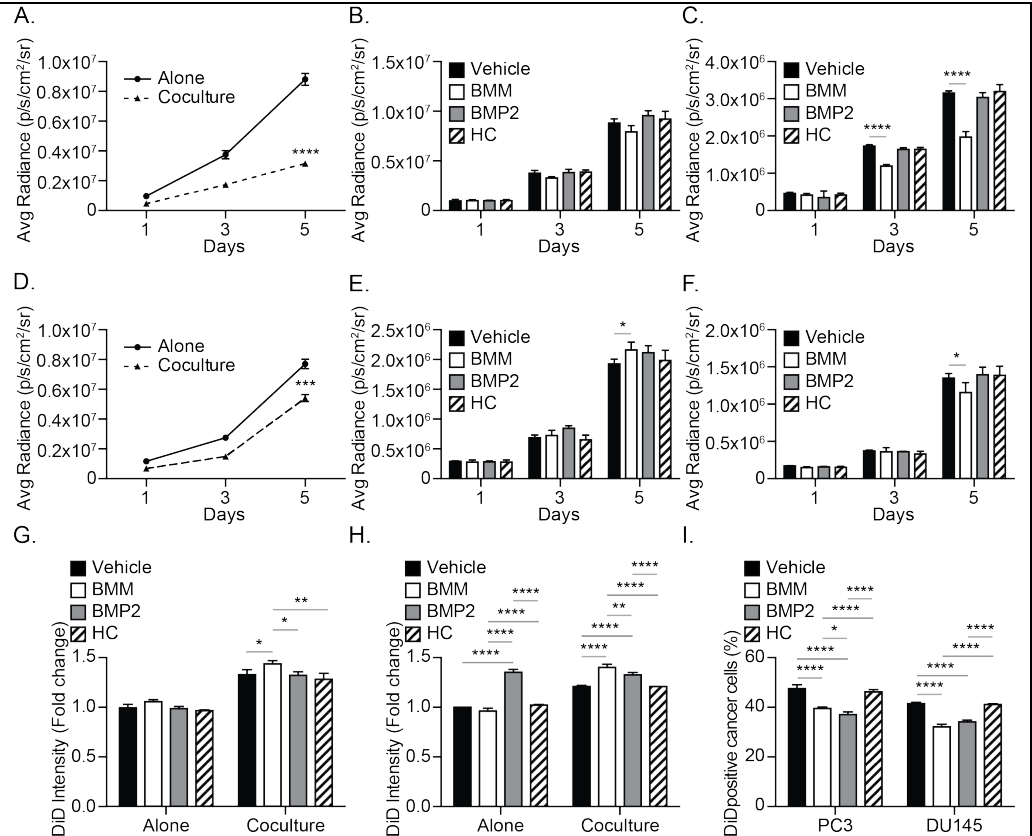 A.
Avg Radiance (p/s/cm²/sr)
1.0x10⁷
0.8x10⁷
0.6x10⁷
0.4x10⁷
0.2x10⁷
0
Alone
Coculture
****
1 3 5
Days
B.
Avg Radiance (p/s/cm²/sr)
1.5x10⁷
1.0x10⁷
0.5x10⁷
0
Vehicle
BMM
BMP2
HC
1 3 5
Days
C.
Avg Radiance (p/s/cm²/sr)
4.0x10⁶
3.0x10⁶
2.0x10⁶
1.0x10⁶
0
Vehicle
BMM
BMP2
HC
****
****
1 3 5
Days
D.
Avg Radiance (p/s/cm²/sr)
1.0x10⁷
0.8x10⁷
0.6x10⁷
0.4x10⁷
0.2x10⁷
0
Alone
Coculture
***
1 3 5
Days
E.
Avg Radiance (p/s/cm²/sr)
2.5x10⁶
2.0x10⁶
1.5x10⁶
1.0x10⁶
0.5x10⁶
0
Vehicle
BMM
BMP2
HC
*
1 3 5
Days
F.
Avg Radiance (p/s/cm²/sr)
2.0x10⁶
1.5x10⁶
1.0x10⁶
0.5x10⁶
0
Vehicle
BMM
BMP2
HC
*
1 3 5
Days
G.
DiD Intensity (Fold change)
1.5
1.0
0.5
0.0
Vehicle
BMM
BMP2
HC
**
*
*
Alone Coculture
H.
DiD Intensity (Fold change)
1.5
1.0
0.5
0.0
Vehicle
BMM
BMP2
HC
****
****
****
****
****
****
**
****
****
Alone Coculture
I.
DiDpositive cancer cells (%)
60
40
20
0
Vehicle
BMM
BMP2
HC
****
****
*
****
****
****
****
****
****
PC3 DU145